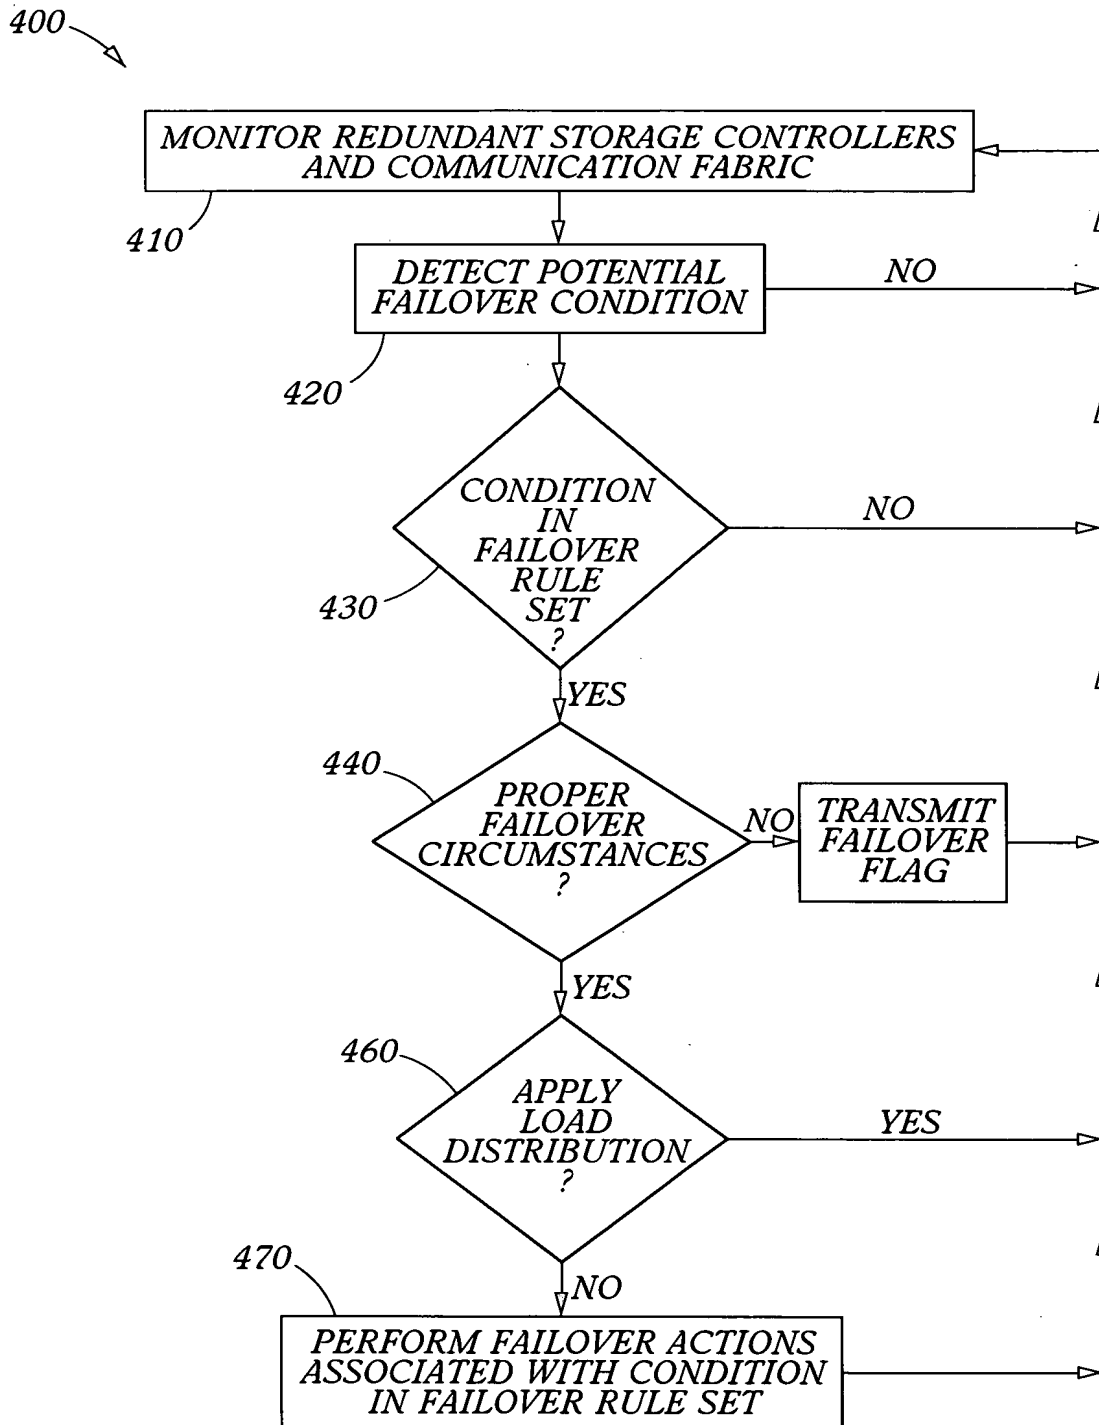 400
MONITOR REDUNDANT STORAGE CONTROLLERS
AND COMMUNICATION FABRIC
410
DETECT POTENTIAL
FAILOVER CONDITION
NO
420
CONDITION
IN
FAILOVER
RULE
SET
?
NO
430
YES
440
PROPER
FAILOVER
CIRCUMSTANCES
?
NO
TRANSMIT
FAILOVER
FLAG
YES
460
APPLY
LOAD
DISTRIBUTION
?
YES
470
NO
PERFORM FAILOVER ACTIONS
ASSOCIATED WITH CONDITION
IN FAILOVER RULE SET